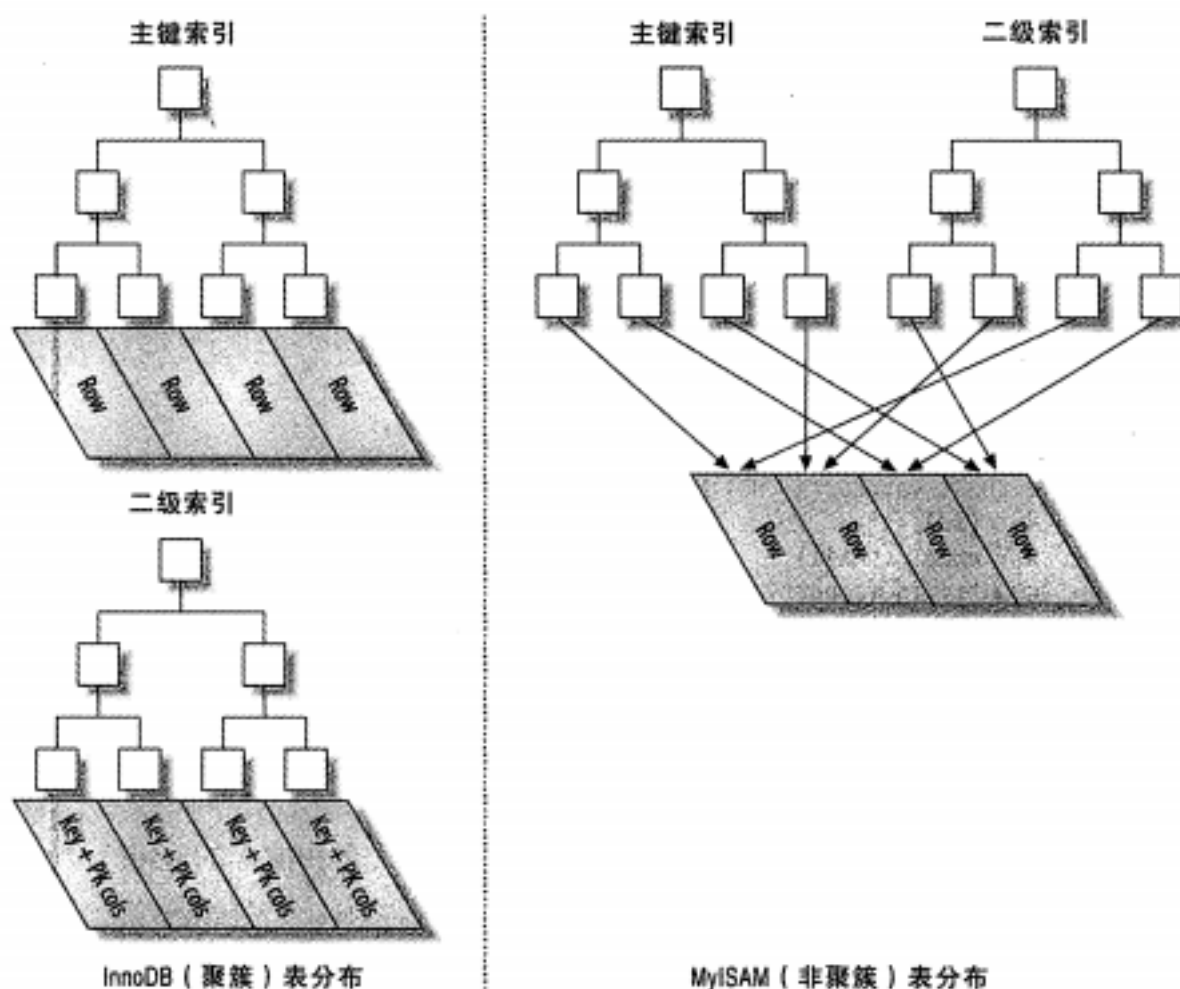 主键索引
Row
Row
Row
Row
二级索引
Key + PK cols
Key + PK cols
Key + PK cols
Key + PK cols
InnoDB（聚簇）表分布
主键索引
二级索引
Row
Row
Row
Row
MyISAM（非聚簇）表分布